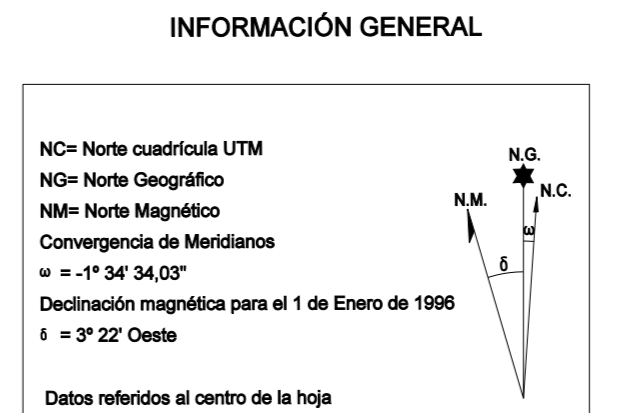 INFORMACIÓN GENERAL
NC= Norte cuadrícula UTM
NG= Norte Geográfico
NM= Norte Magnético
Convergencia de Meridianos
ω = -1º 34' 34,03"
Declinación magnética para el 1 de Enero de 1996
δ = 3º 22' Oeste
Datos referidos al centro de la hoja
N.G.
N.M.
N.C.
ω
δ